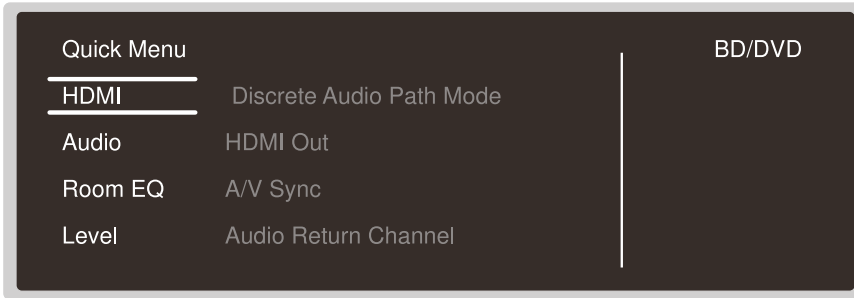 Quick Menu BD/DVD
HDMI Discrete Audio Path Mode
Audio HDMI Out
Room EQ A/V Sync
Level Audio Return Channel